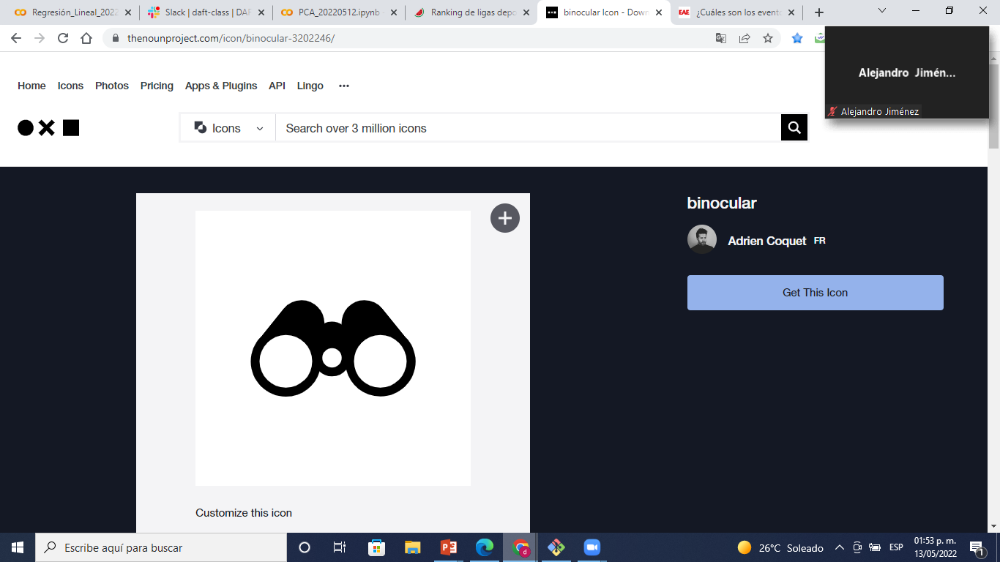 Regresión_Lineal_2022
Slack | daft-class | DAF
PCA_20220512.ipynb -
Ranking de ligas depo
binocular Icon - Down
¿Cuáles son los evento
EAE
thenounproject.com/icon/binocular-3202246/
Alejandro Jimén...
Alejandro Jiménez
Home Icons Photos Pricing Apps & Plugins API Lingo ···
Icons
Search over 3 million icons
binocular
Adrien Coquet FR
Get This Icon
Customize this icon
Escribe aquí para buscar
d
26°C Soleado
ESP
01:53 p. m.
13/05/2022
1